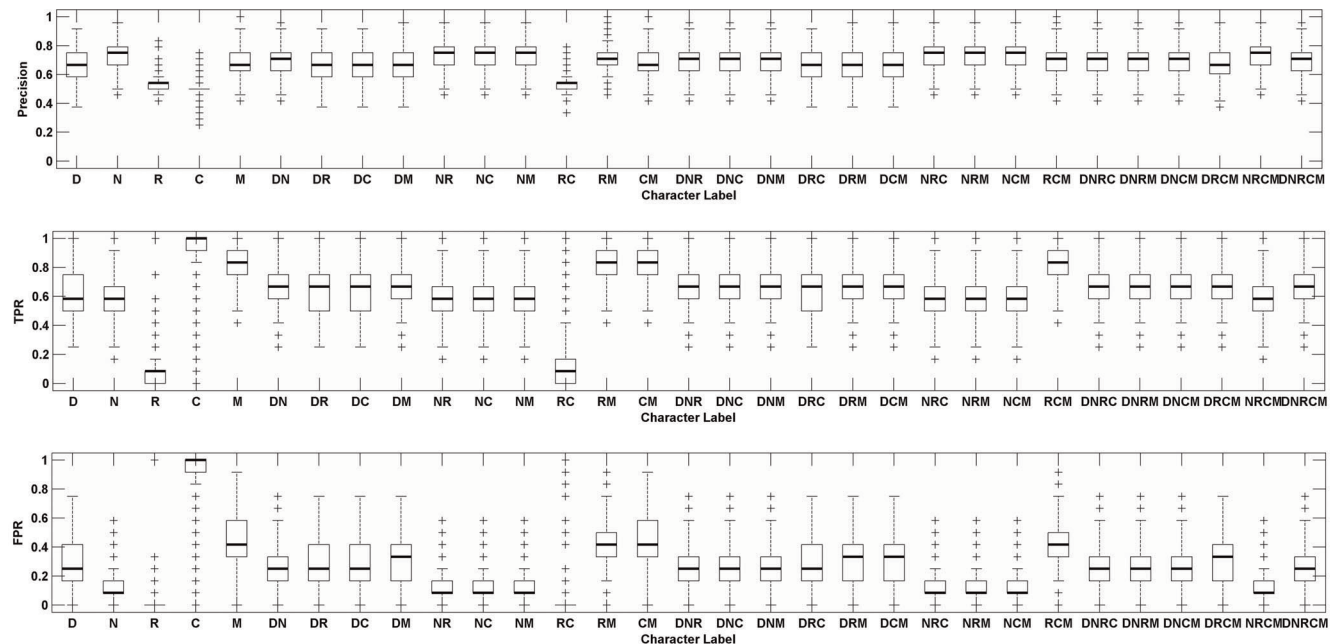 1
0.8
0.6
0.4
0.2
0
Precision
D N R C M DN DR DC DM NR NC NM RC RM CM DNR DNC DNM DRC DRM DCM NRC NRM NCM RCM DNRC DNRM DNCM DRCM NRCM DNRCM
Character Label
1
0.8
0.6
0.4
0.2
0
TPR
D N R C M DN DR DC DM NR NC NM RC RM CM DNR DNC DNM DRC DRM DCM NRC NRM NCM RCM DNRC DNRM DNCM DRCM NRCM DNRCM
Character Label
1
0.8
0.6
0.4
0.2
0
FPR
D N R C M DN DR DC DM NR NC NM RC RM CM DNR DNC DNM DRC DRM DCM NRC NRM NCM RCM DNRC DNRM DNCM DRCM NRCM DNRCM
Character Label